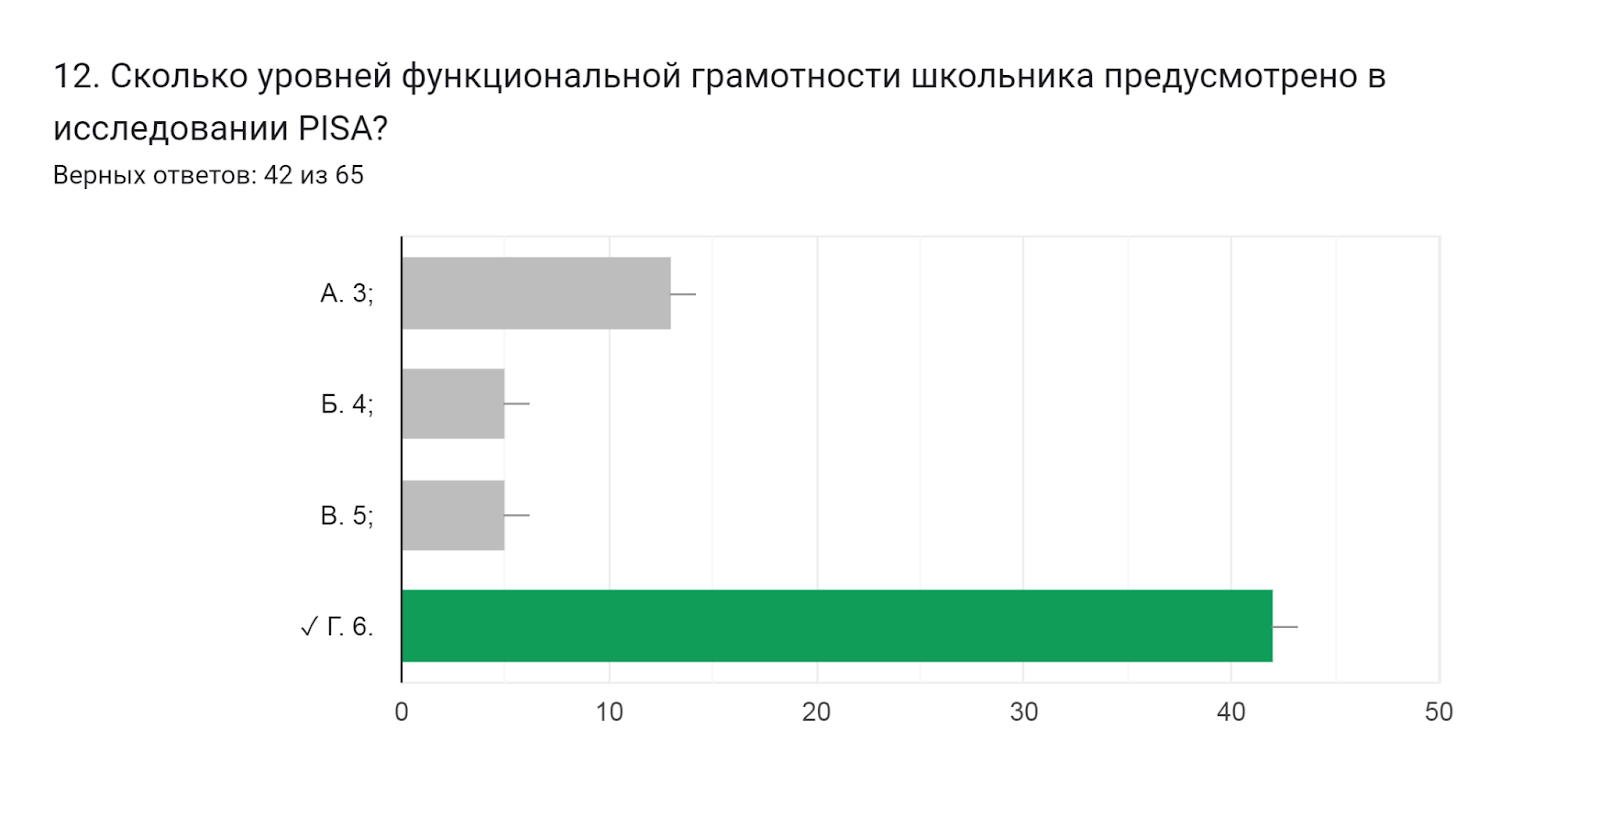 12. Сколько уровней функциональной грамотности школьника предусмотрено в
исследовании PISA?
Верных ответов: 42 из 65
А. 3;
Б. 4;
В. 5;
✓ Г. 6.
0 10 20 30 40 50